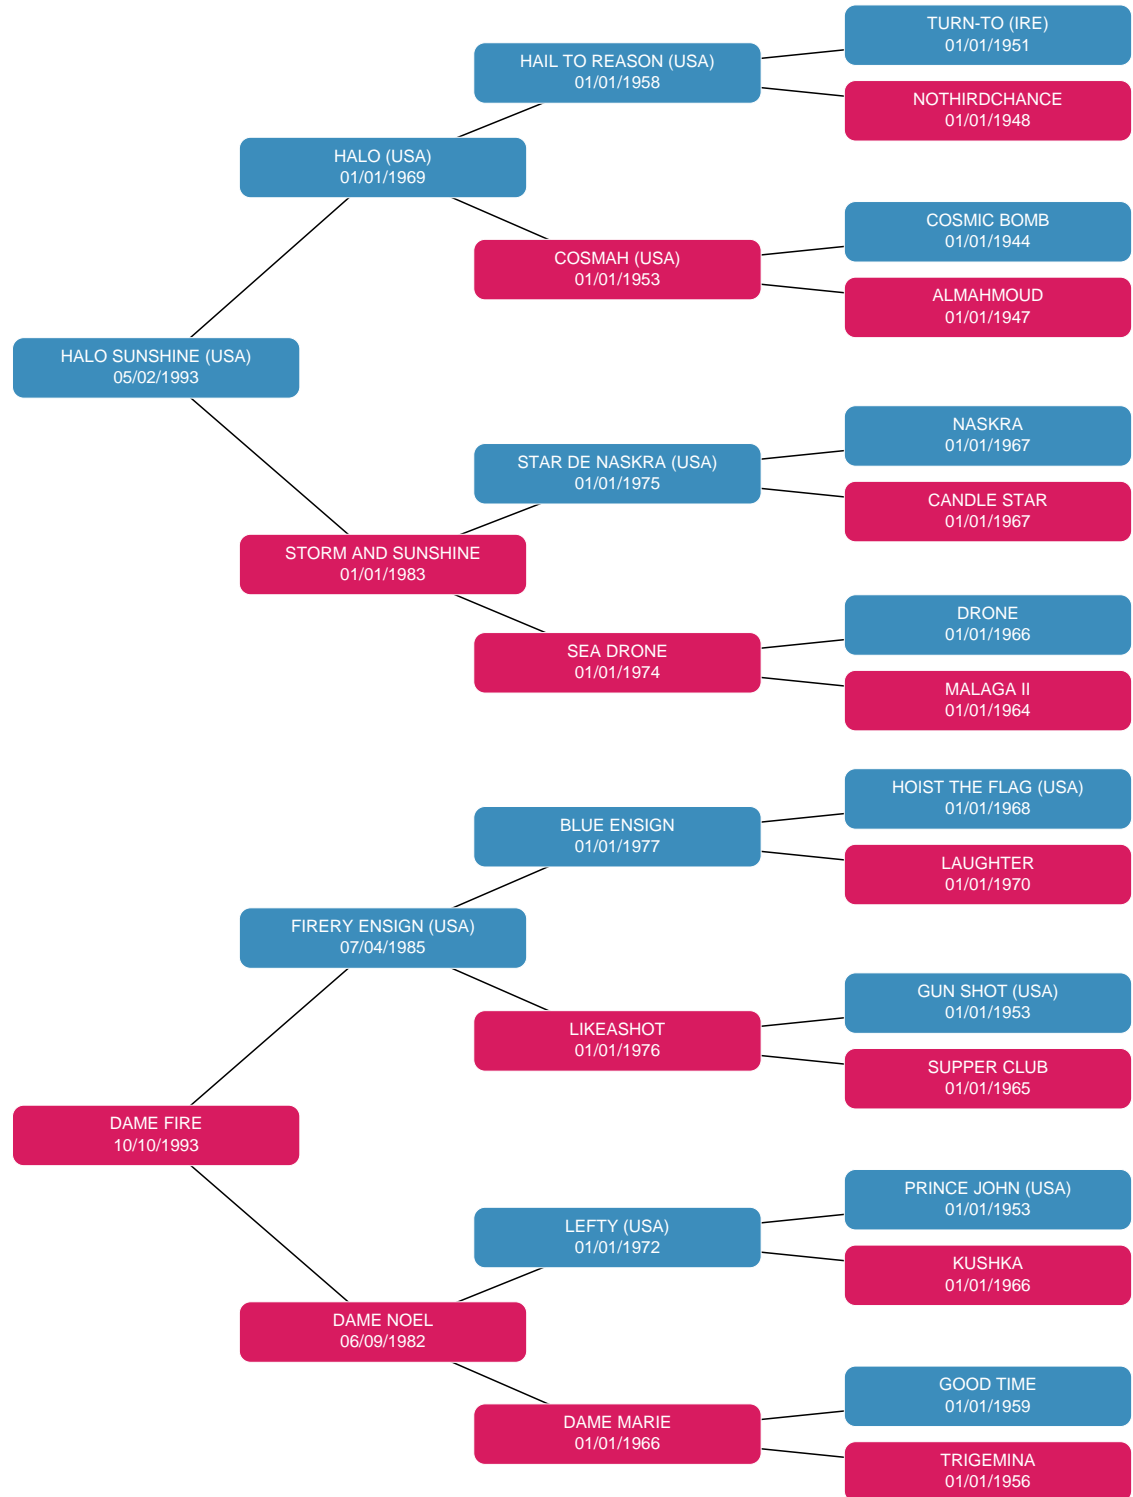 TURN-TO (IRE)
01/01/1951
HAIL TO REASON (USA)
01/01/1958
NOTHIRDCHANCE
01/01/1948
HALO (USA)
01/01/1969
COSMIC BOMB
01/01/1944
COSMAH (USA)
01/01/1953
ALMAHMOUD
01/01/1947
HALO SUNSHINE (USA)
05/02/1993
NASKRA
01/01/1967
STAR DE NASKRA (USA)
01/01/1975
CANDLE STAR
01/01/1967
STORM AND SUNSHINE
01/01/1983
DRONE
01/01/1966
SEA DRONE
01/01/1974
MALAGA II
01/01/1964
HOIST THE FLAG (USA)
01/01/1968
BLUE ENSIGN
01/01/1977
LAUGHTER
01/01/1970
FIRERY ENSIGN (USA)
07/04/1985
GUN SHOT (USA)
01/01/1953
LIKEASHOT
01/01/1976
SUPPER CLUB
01/01/1965
DAME FIRE
10/10/1993
PRINCE JOHN (USA)
01/01/1953
LEFTY (USA)
01/01/1972
KUSHKA
01/01/1966
DAME NOEL
06/09/1982
GOOD TIME
01/01/1959
DAME MARIE
01/01/1966
TRIGEMINA
01/01/1956